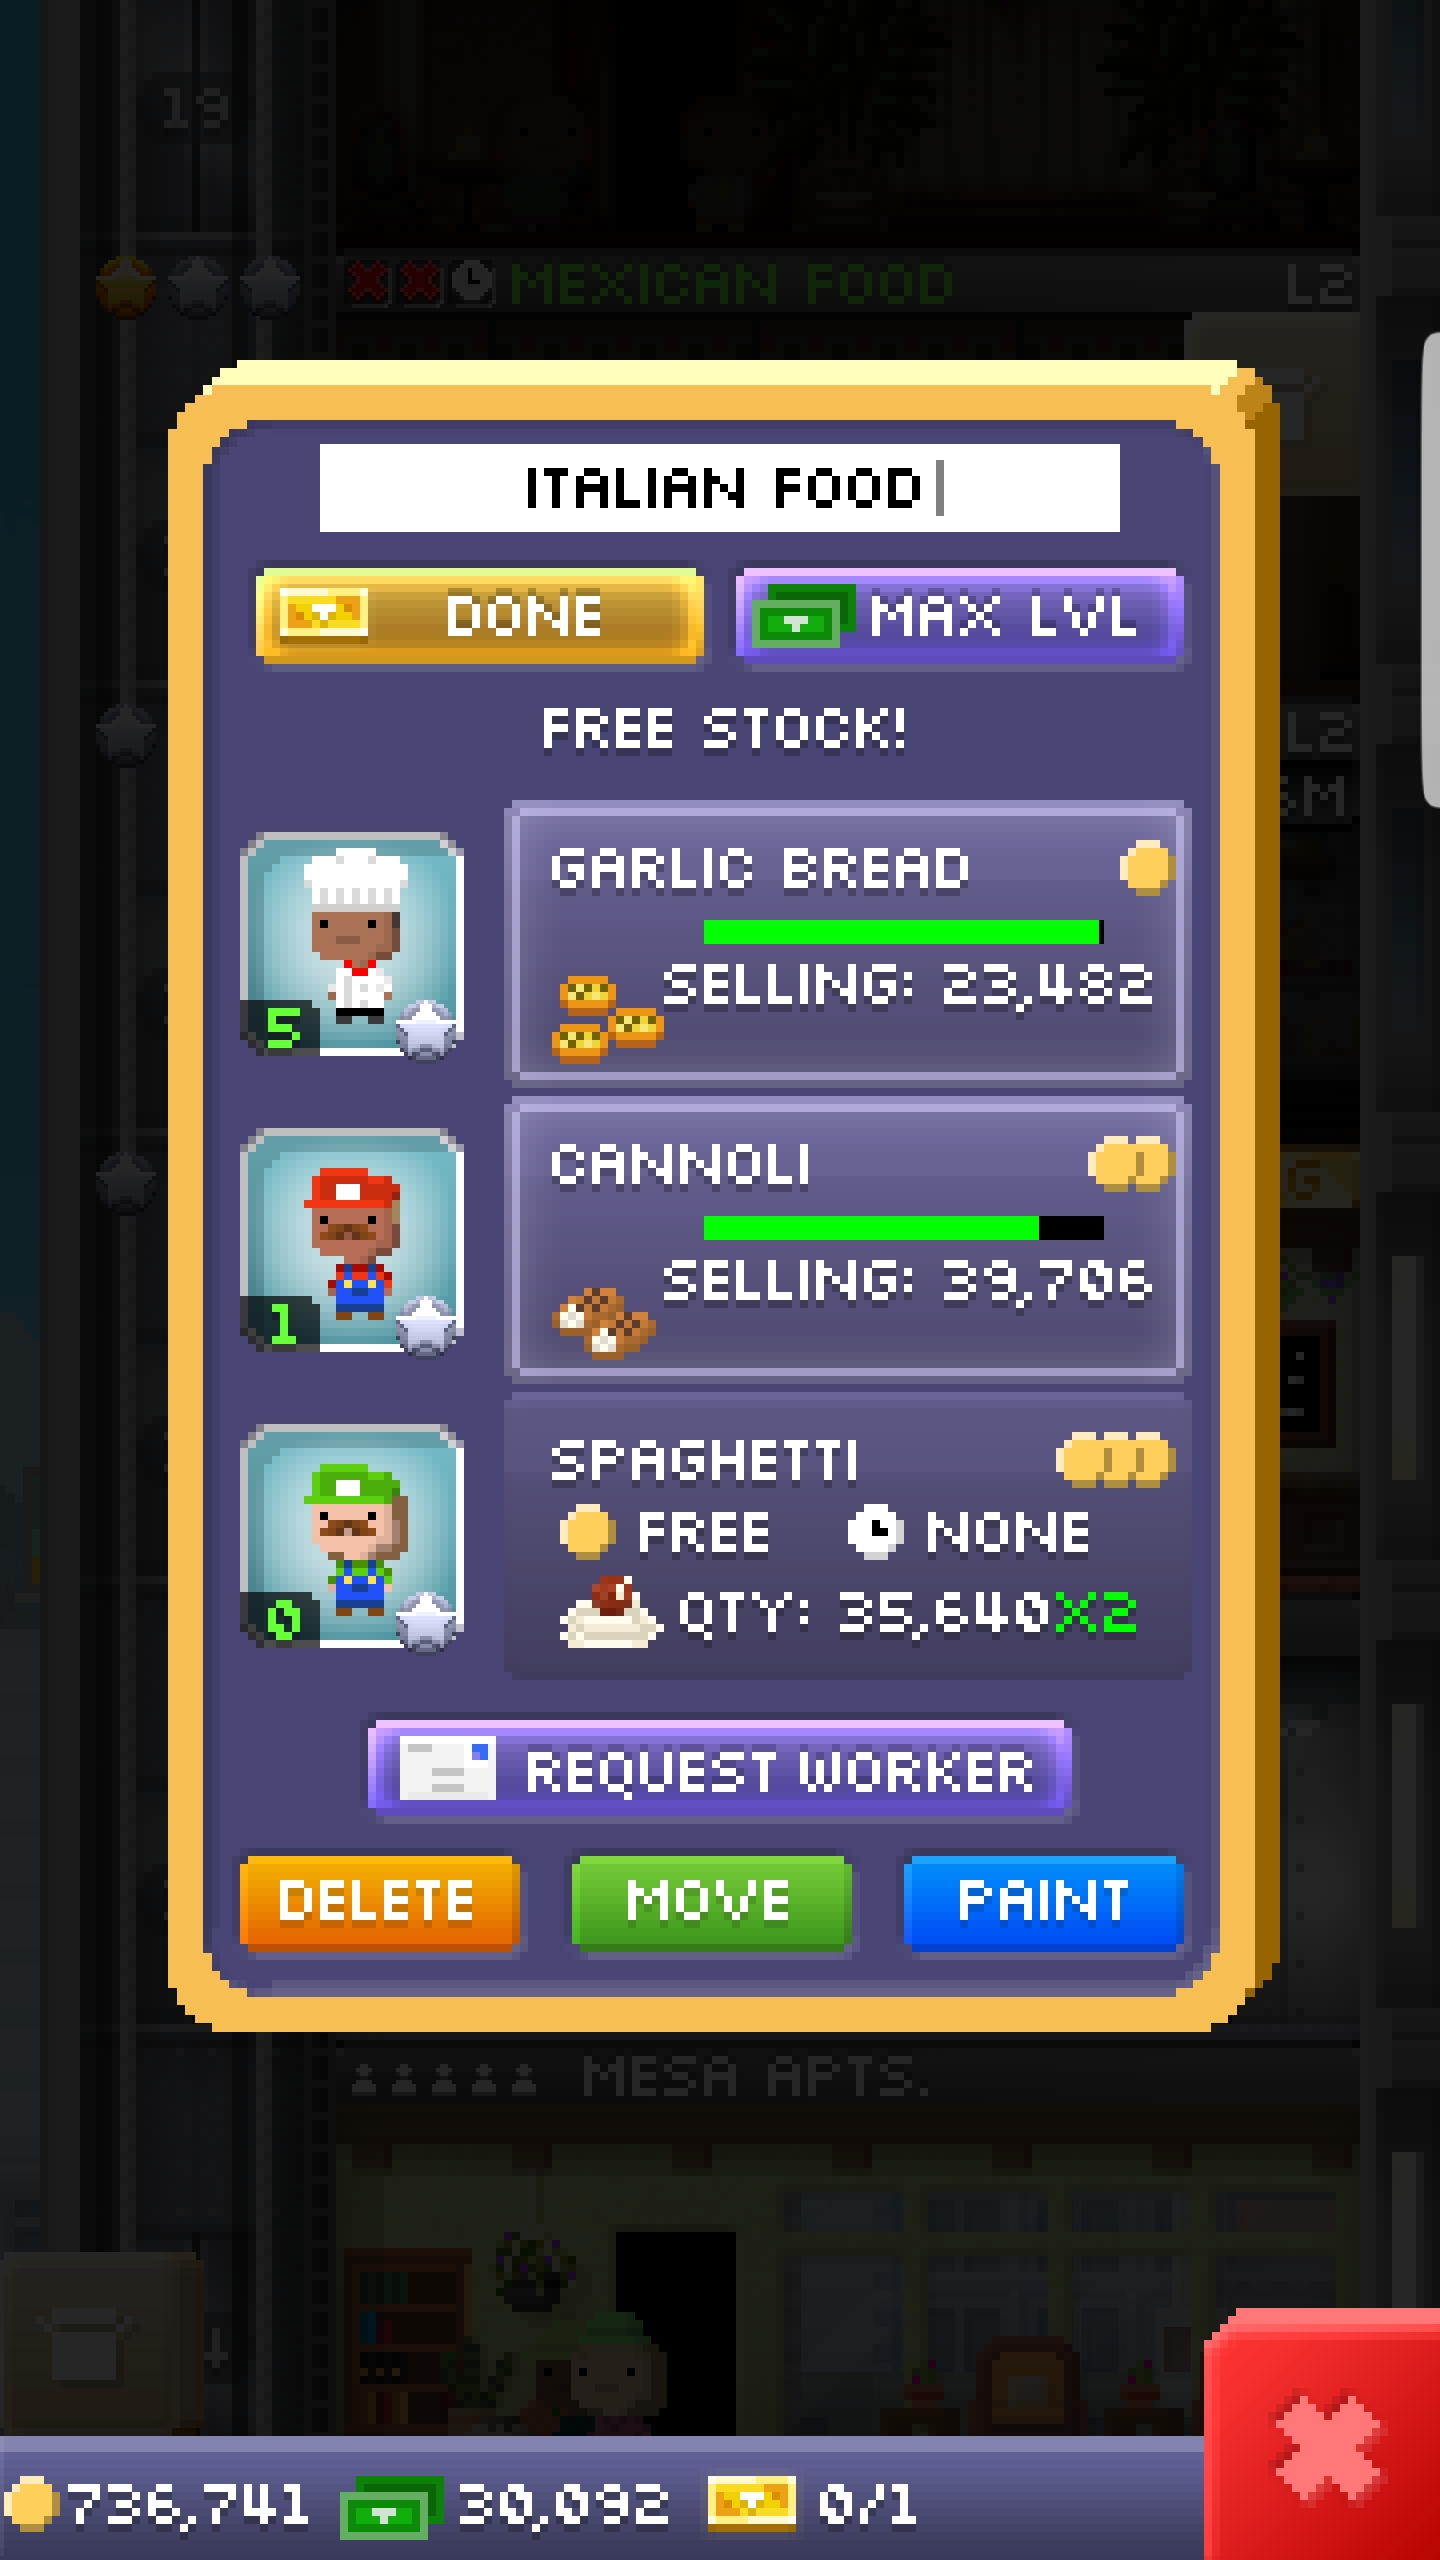 19
MEXICAN FOOD L2
ITALIAN FOOD
DONE MAX LVL
FREE STOCK!
L2
GARLIC BREAD
SELLING: 23,482
5
CANNOLI
SELLING: 39,706
1
SPAGHETTI
FREE NONE
QTY: 35,640X2
0
REQUEST WORKER
DELETE MOVE PAINT
MESA APTS.
736,741 30,092 0/1